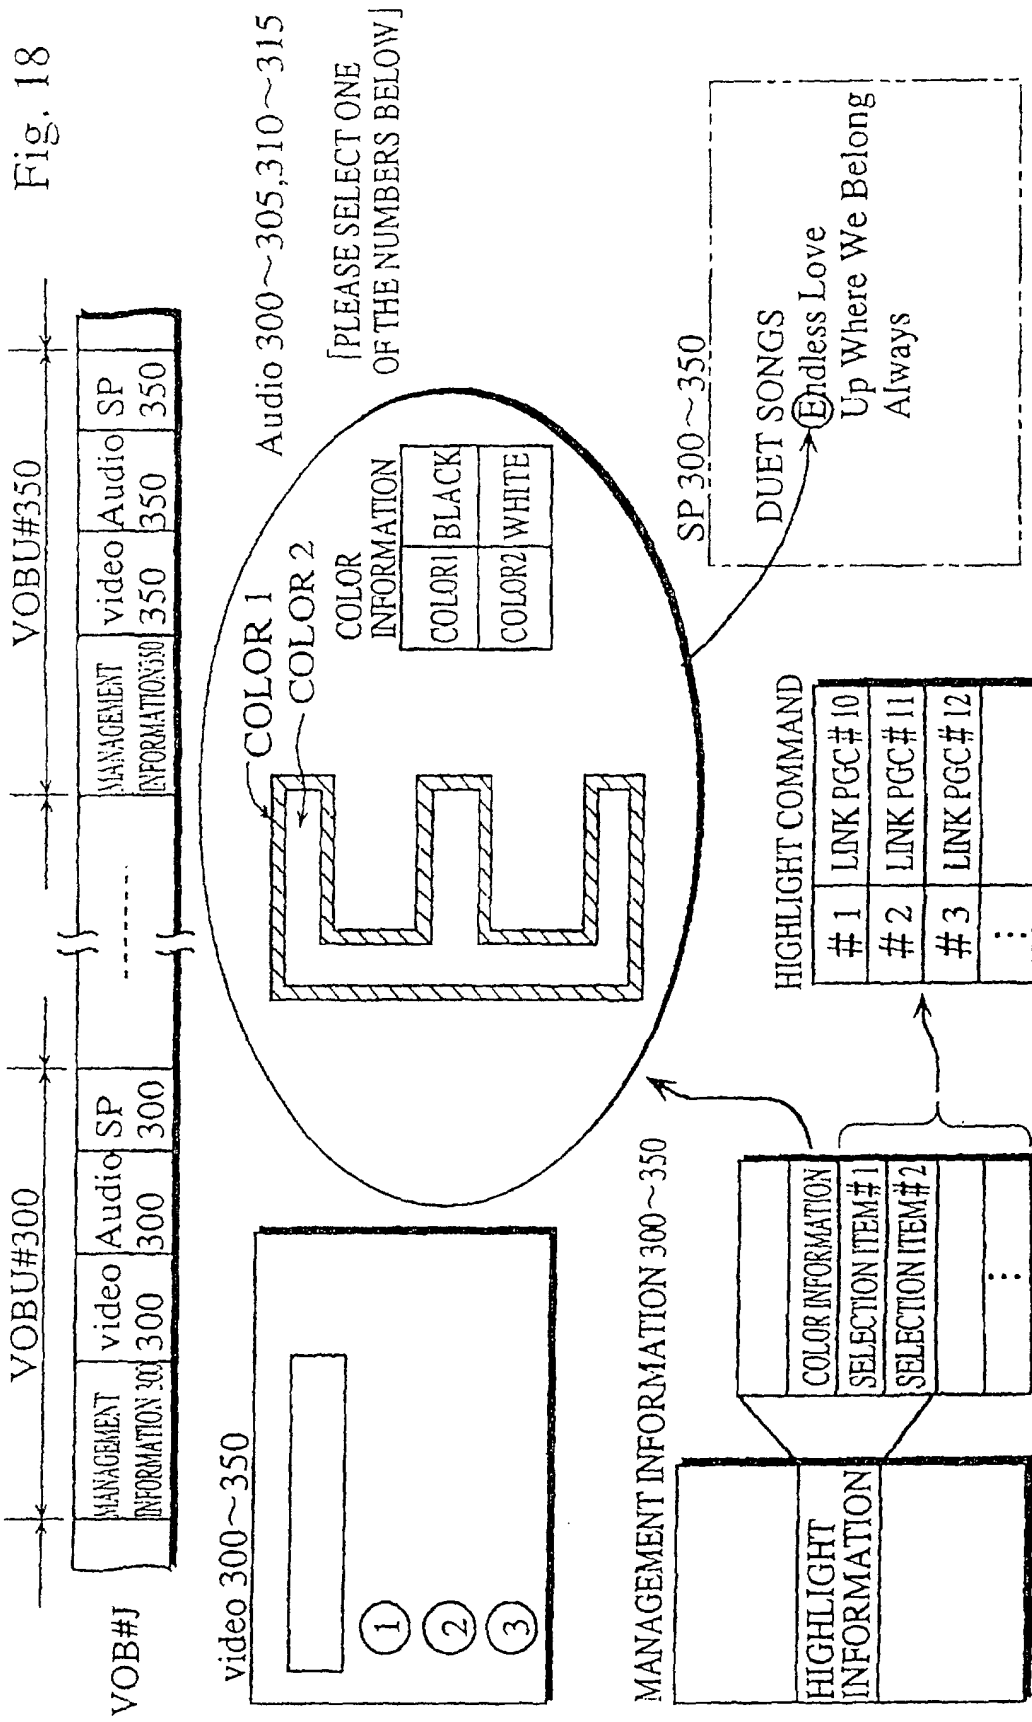 Fig. 18
VOBU#300
VOBU#350
VOB#J
MANAGEMENT INFORMATION 300
video 300
Audio 300
SP 300
------
MANAGEMENT INFORMATION 350
video 350
Audio 350
SP 350
video 300~350
1
2
3
COLOR 1
COLOR 2
COLOR
INFORMATION
COLOR1 BLACK
COLOR2 WHITE
Audio 300~305,310~315
「PLEASE SELECT ONE
OF THE NUMBERS BELOW」
MANAGEMENT INFORMATION 300~350
HIGHLIGHT
INFORMATION
COLOR INFORMATION
SELECTION ITEM#1
SELECTION ITEM#2
...
HIGHLIGHT COMMAND
#1 LINK PGC#10
#2 LINK PGC#11
#3 LINK PGC#12
...
SP 300~350
DUET SONGS
Endless Love
Up Where We Belong
Always